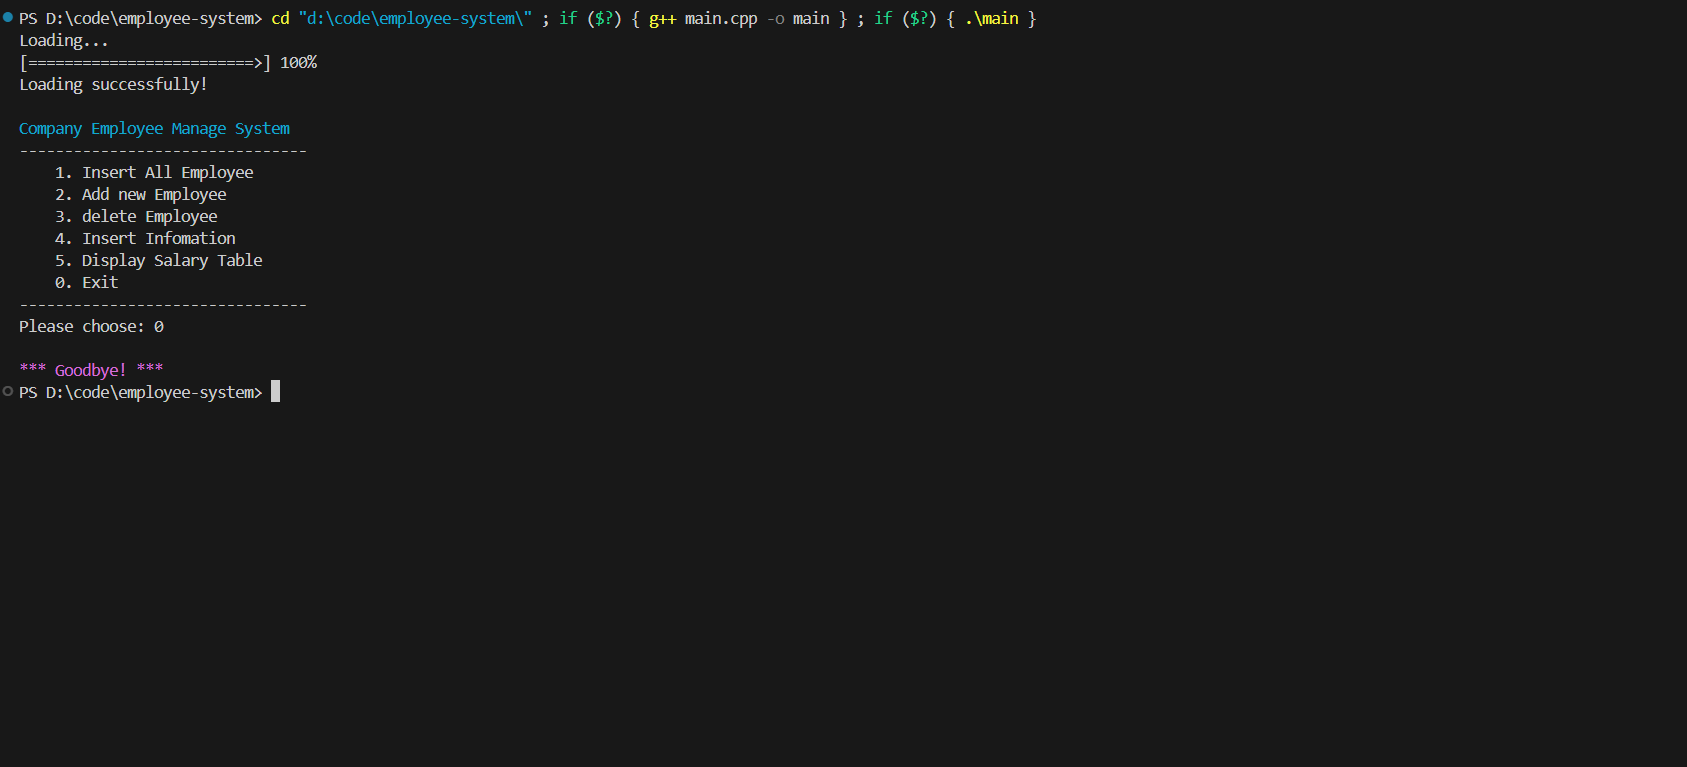 PS D:\code\employee-system> cd "d:\code\employee-system\" ; if ($?) { g++ main.cpp -o main } ; if ($?) { .\main }
Loading...
[=========================>] 100%
Loading successfully!
Company Employee Manage System
--------------------------------
1. Insert All Employee
2. Add new Employee
3. delete Employee
4. Insert Infomation
5. Display Salary Table
0. Exit
--------------------------------
Please choose: 0
*** Goodbye! ***
PS D:\code\employee-system>